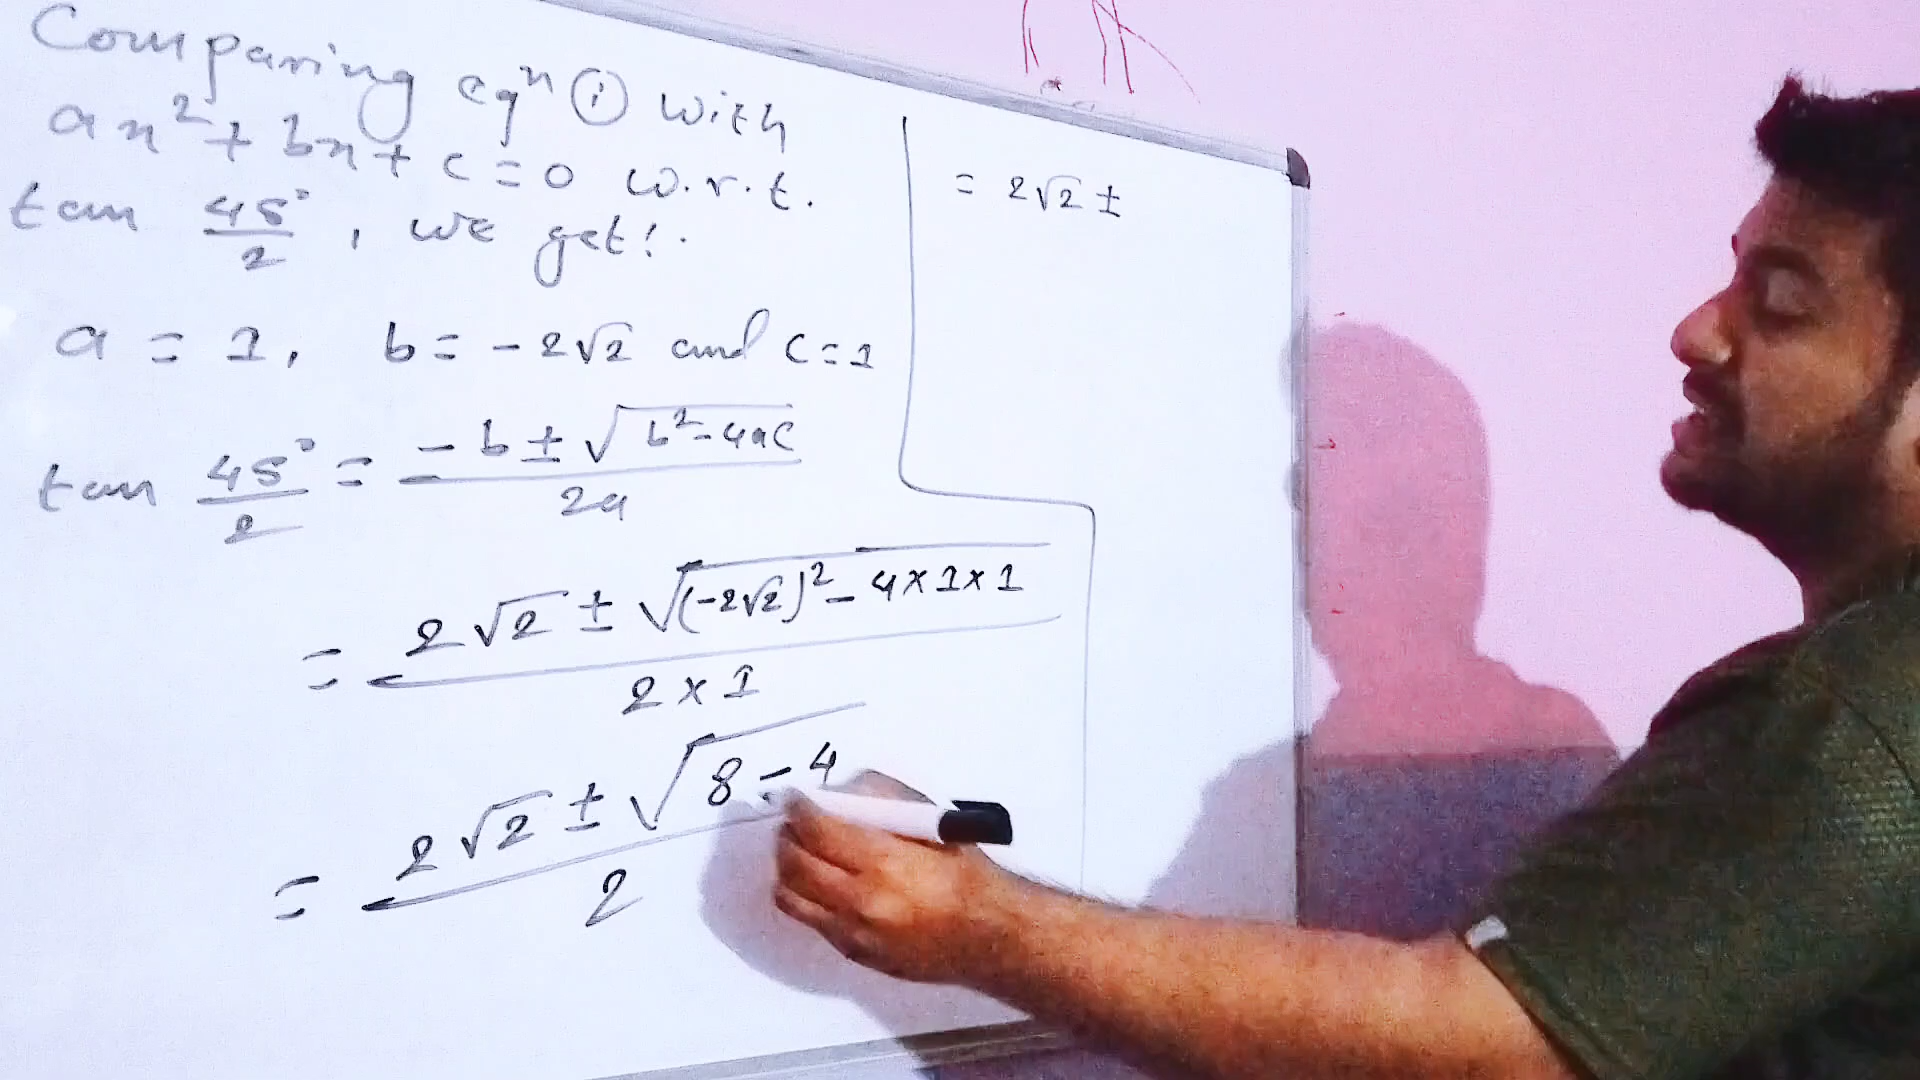 Comparing eqⁿ (i) with
ax² + bx + c = 0 w.r.t.
tan 45°/2 , we get:
a = 1, b = -2√2 and c = 1
tan 45°/2 = (-b ± √(b² - 4ac))/2a
= (2√2 ± √((-2√2)² - 4×1×1))/(2×1)
= (2√2 ± √(8-4))/2
= 2√2 ±